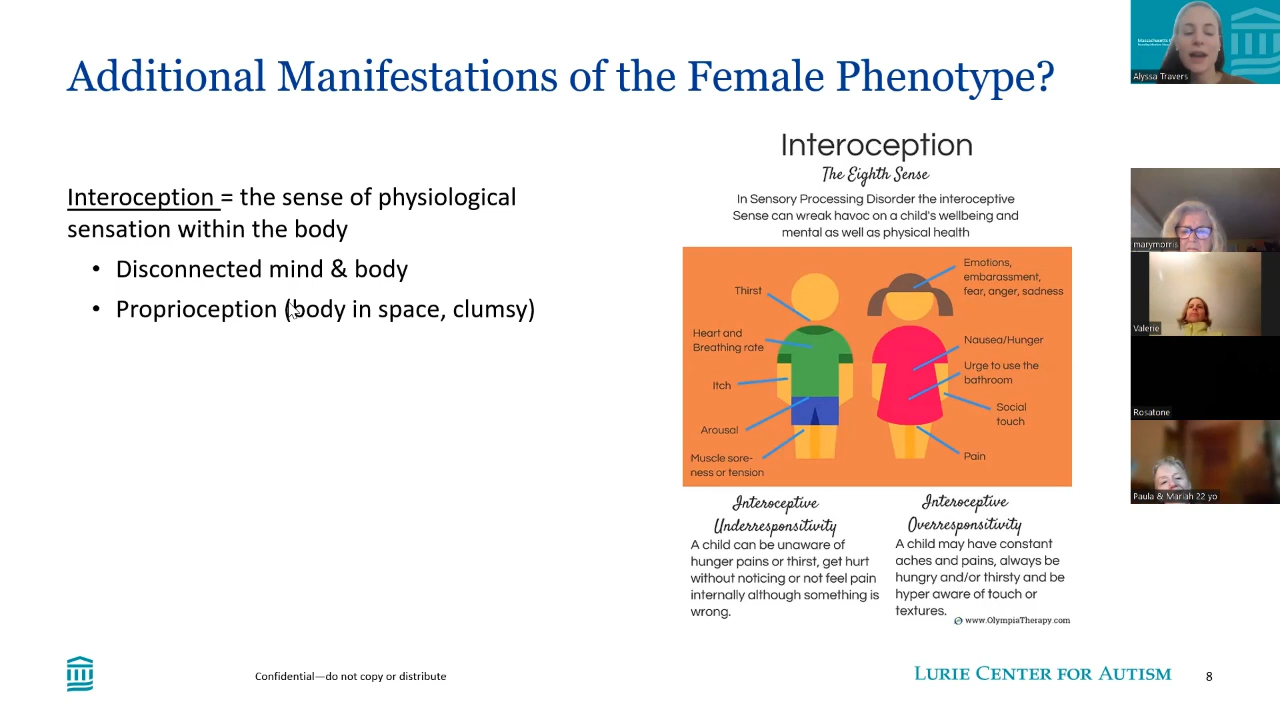 Additional Manifestations of the Female Phenotype?
Interoception = the sense of physiological
sensation within the body
• Disconnected mind & body
• Proprioception (body in space, clumsy)
Interoception
The Eighth Sense
In Sensory Processing Disorder the interoceptive
Sense can wreak havoc on a child's wellbeing and
mental as well as physical health
Thirst
Heart and
Breathing rate
Itch
Arousal
Muscle sore-
ness or tension
Emotions,
embarassment,
fear, anger, sadness
Nausea/Hunger
Urge to use the
bathroom
Social
touch
Pain
Interoceptive
Underresponsitivity
A child can be unaware of
hunger pains or thirst, get hurt
without noticing or not feel pain
internally although something is
wrong.
Interoceptive
Overresponsitivity
A child may have constant
aches and pains, always be
hungry and/or thirsty and be
hyper aware of touch or
textures.
www.OlympiaTherapy.com
Confidential—do not copy or distribute
LURIE CENTER FOR AUTISM
8
Alyssa Travers
marymorris
Valerie
Rosatone
Paula & Mariah 22 yo